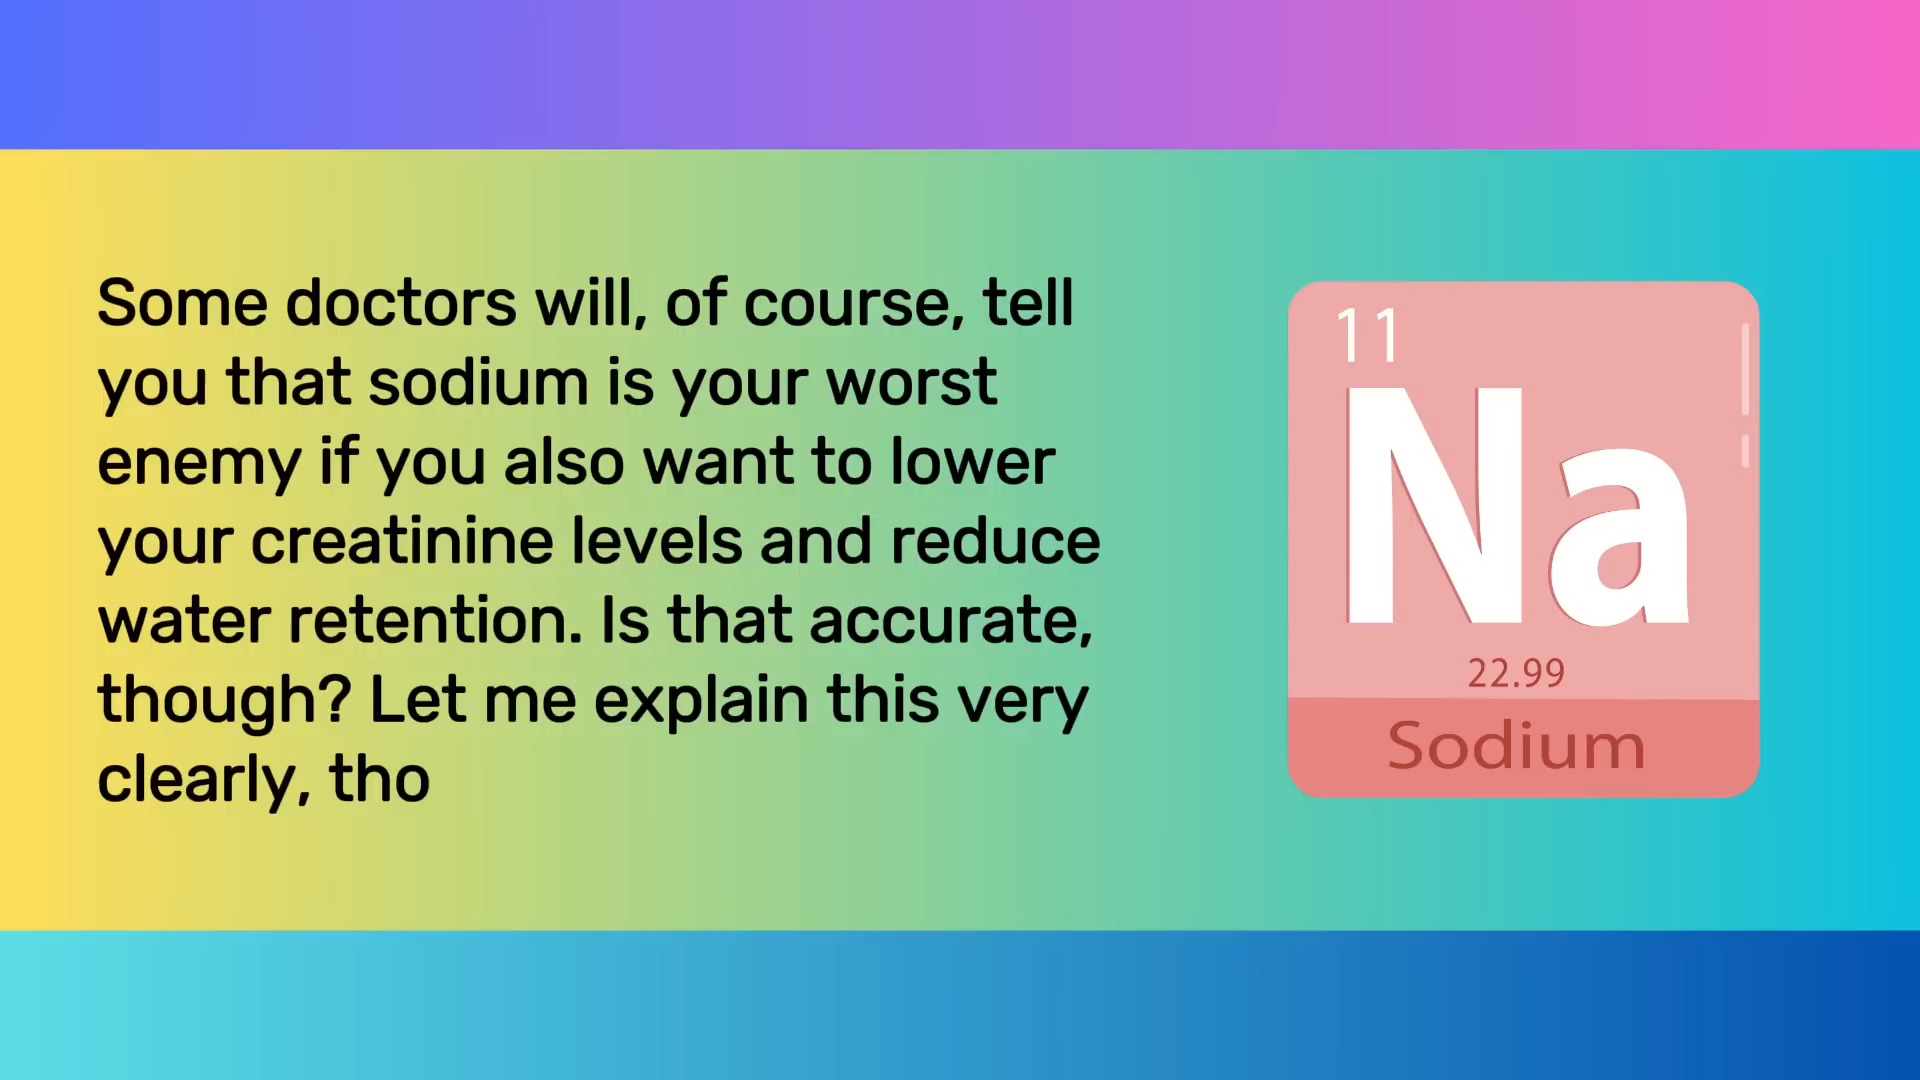 Some doctors will, of course, tell
you that sodium is your worst
enemy if you also want to lower
your creatinine levels and reduce
water retention. Is that accurate,
though? Let me explain this very
clearly, tho
11
Na
22.99
Sodium